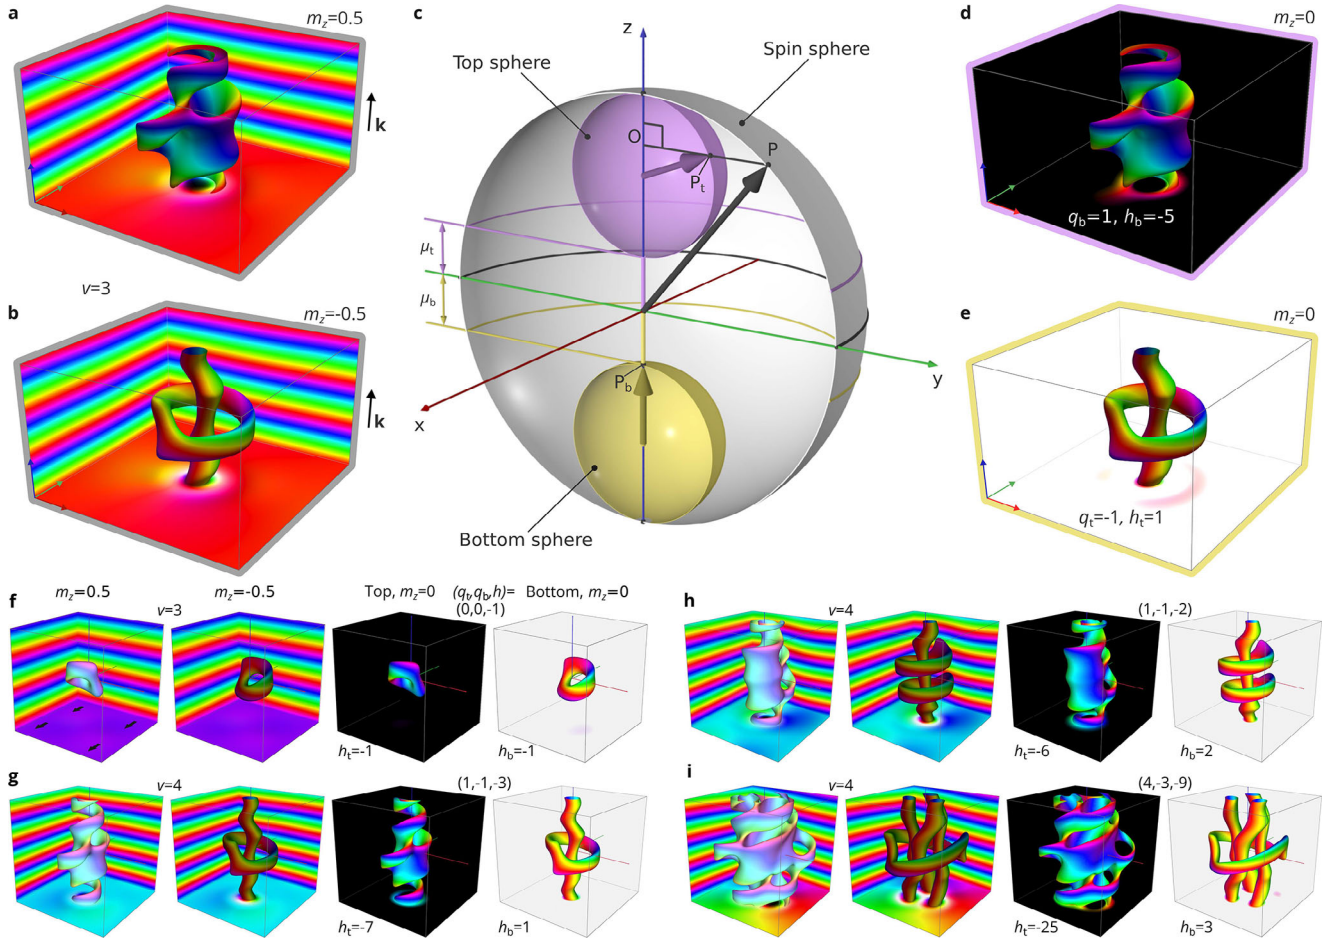 a
m_z=0.5
k
ν=3
b
m_z=-0.5
k
c
z
Top sphere
Spin sphere
O
P
P_t
μ_t
μ_b
P_b
y
x
Bottom sphere
d
m_z=0
q_b=1, h_b=-5
e
m_z=0
q_t=-1, h_t=1
f
m_z=0.5
m_z=-0.5
Top, m_z=0
(q_t,q_b,h)=
Bottom, m_z=0
ν=3
(0,0,-1)
h_t=-1
h_b=-1
g
ν=4
(1,-1,-3)
h_t=-7
h_b=1
h
ν=4
(1,-1,-2)
h_t=-6
h_b=2
i
ν=4
(4,-3,-9)
h_t=-25
h_b=3